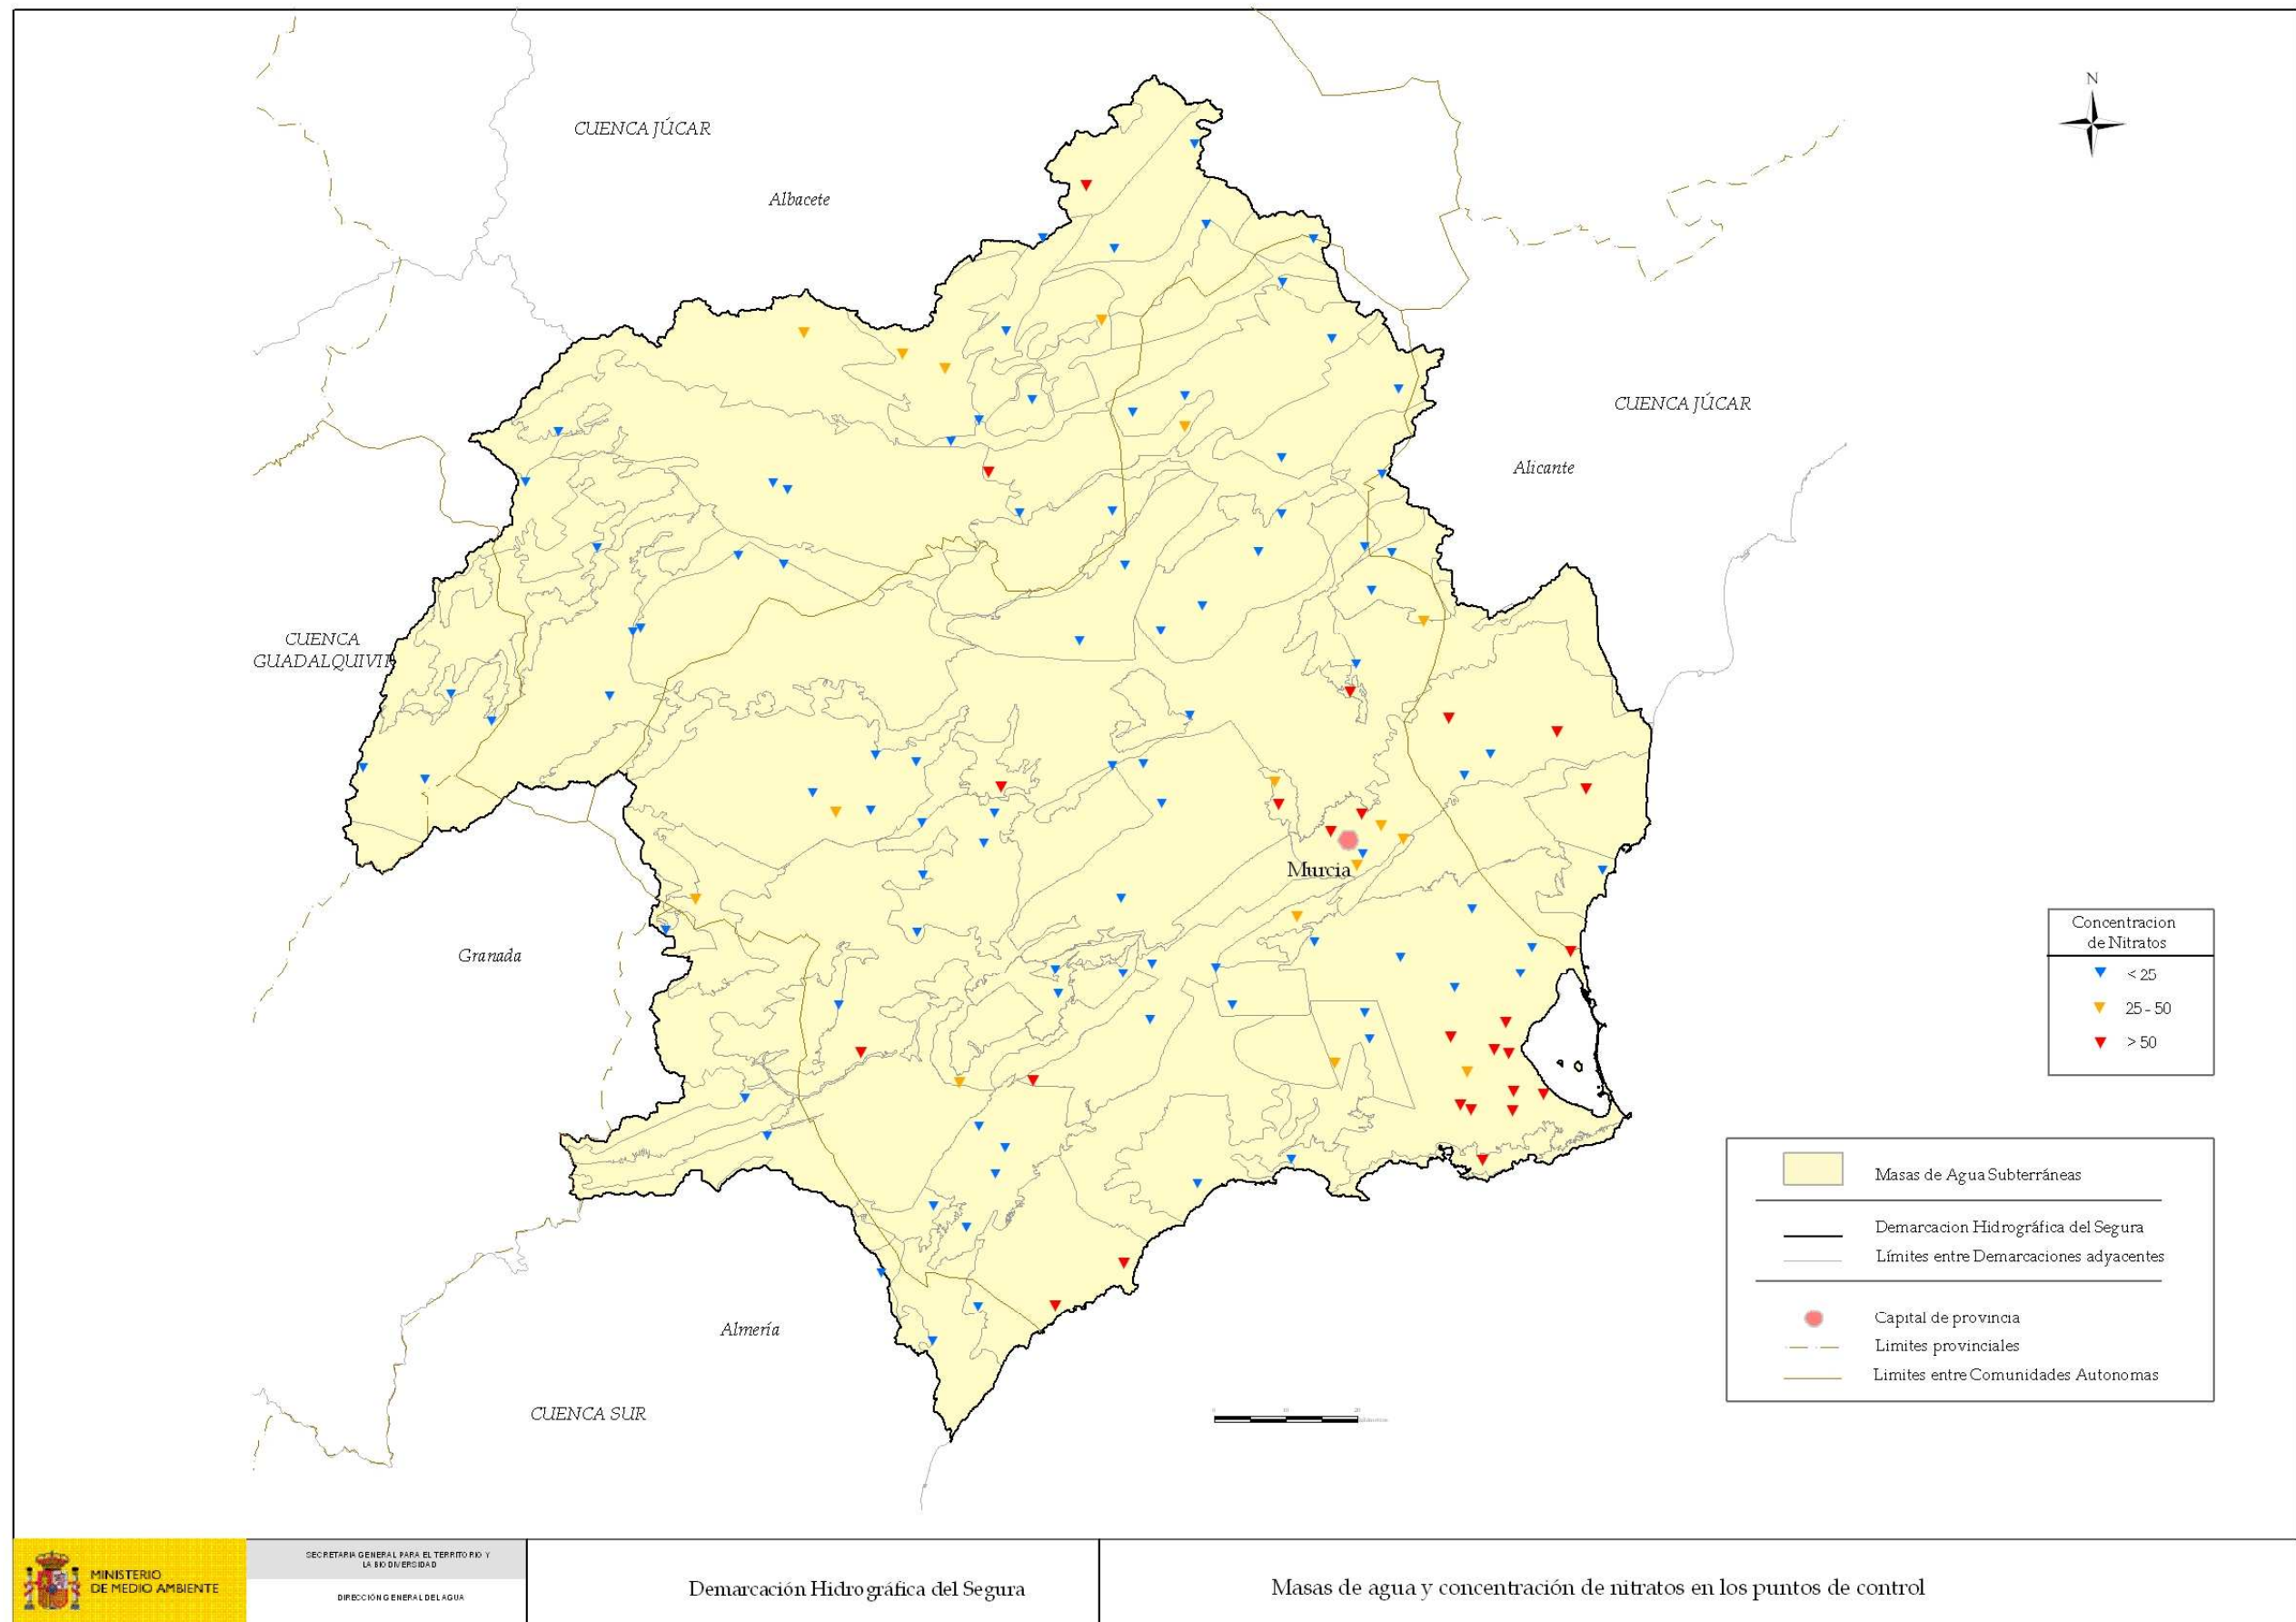 N
CUENCA JÚCAR
Albacete
CUENCA JÚCAR
Alicante
CUENCA
GUADALQUIVIR
Murcia
Granada
Concentracion
de Nitratos
< 25
25 - 50
> 50
Masas de Agua Subterráneas
Demarcacion Hidrográfica del Segura
Límites entre Demarcaciones adyacentes
Capital de provincia
Limites provinciales
Limites entre Comunidades Autonomas
Almería
CUENCA SUR
0 10 20
MINISTERIO
DE MEDIO AMBIENTE
SECRETARIA GENERAL PARA EL TERRITORIO Y
LA BIODIVERSIDAD
DIRECCIÓN GENERAL DEL AGUA
Demarcación Hidrográfica del Segura
Masas de agua y concentración de nitratos en los puntos de control